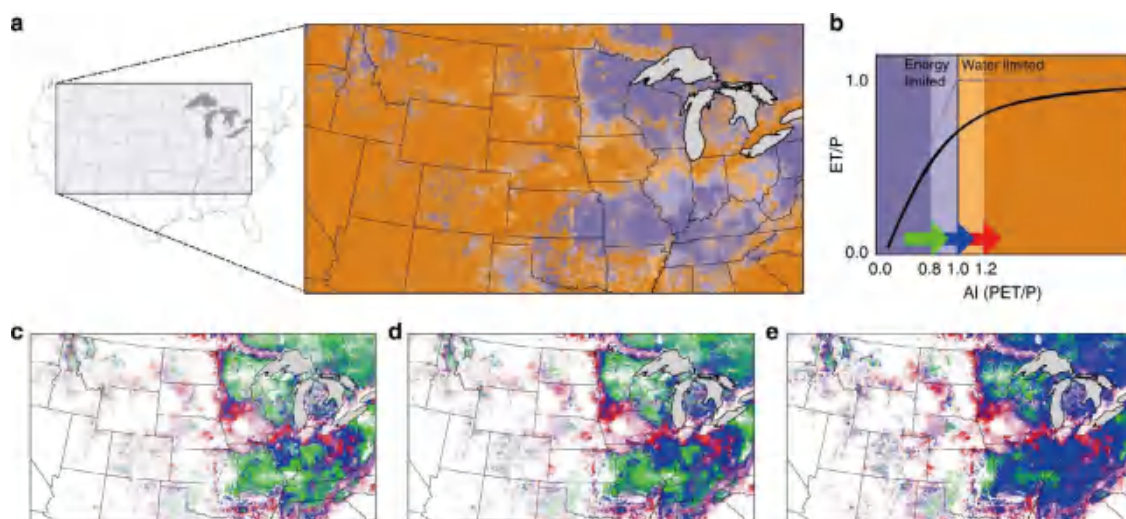 a
b
Energy Water limited
limited
1.0
ET/P
0.0
0.0 0.8 1.0 1.2
AI (PET/P)
c
d
e